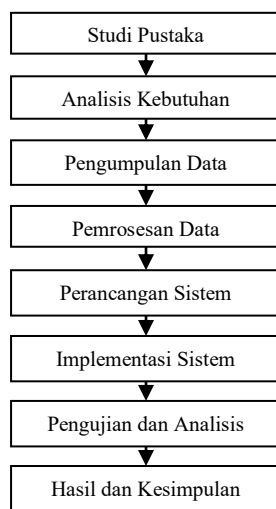 Studi Pustaka
Analisis Kebutuhan
Pengumpulan Data
Pemrosesan Data
Perancangan Sistem
Implementasi Sistem
Pengujian dan Analisis
Hasil dan Kesimpulan